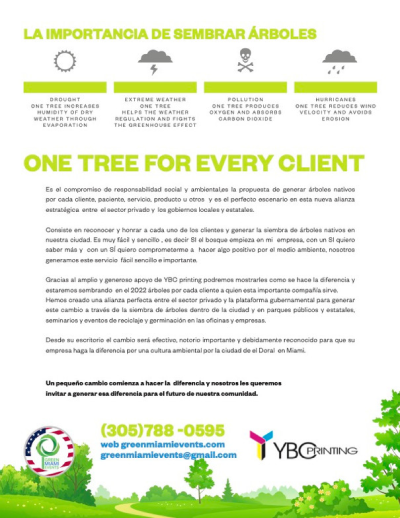 LA IMPORTANCIA DE SEMBRAR ÁRBOLES
DROUGHT
ONE TREE INCREASES
HUMIDITY OF DRY
WEATHER THROUGH
EVAPORATION
EXTREME WEATHER
ONE TREE
HELPS THE WEATHER
REGULATION AND FIGHTS
THE GREENHOUSE EFFECT
POLLUTION
ONE TREE PRODUCES
OXYGEN AND ABSORBS
CARBON DIOXIDE
HURRICANES
ONE TREE REDUCES WIND
VELOCITY AND AVOIDS
EROSION
ONE TREE FOR EVERY CLIENT
Es el compromiso de responsabilidad social y ambiental,es la propuesta de generar árboles nativos
por cada cliente, paciente, servicio, producto u otros y es el perfecto escenario en esta nueva alianza
estratégica entre el sector privado y los gobiernos locales y estatales.
Consiste en reconocer y honrar a cada uno de los clientes y generar la siembra de árboles nativos en
nuestra ciudad. Es muy fácil y sencillo , es decir SI el bosque empieza en mi empresa, con un SI quiero
saber más y con un SÍ quiero comprometerme a hacer algo positivo por el medio ambiente, nosotros
generamos este servicio fácil sencillo e importante.
Gracias al amplio y generoso apoyo de YBC printing podremos mostrarles como se hace la diferencia y
estaremos sembrando en el 2022 árboles por cada cliente a quien esta importante compañía sirve.
Hemos creado una alianza perfecta entre el sector privado y la plataforma gubernamental para generar
este cambio a través de la siembra de árboles dentro de la ciudad y en parques públicos y estatales,
seminarios y eventos de reciclaje y germinación en las oficinas y empresas.
Desde su escritorio el cambio será efectivo, notorio importante y debidamente reconocido para que su
empresa haga la diferencia por una cultura ambiental por la ciudad de el Doral en Miami.
Un pequeño cambio comienza a hacer la diferencia y nosotros les queremos
invitar a generar esa diferencia para el futuro de nuestra comunidad.
(305)788 -0595
web greenmiamievents.com
greenmiamievents@gmail.com
YBCPRINTING